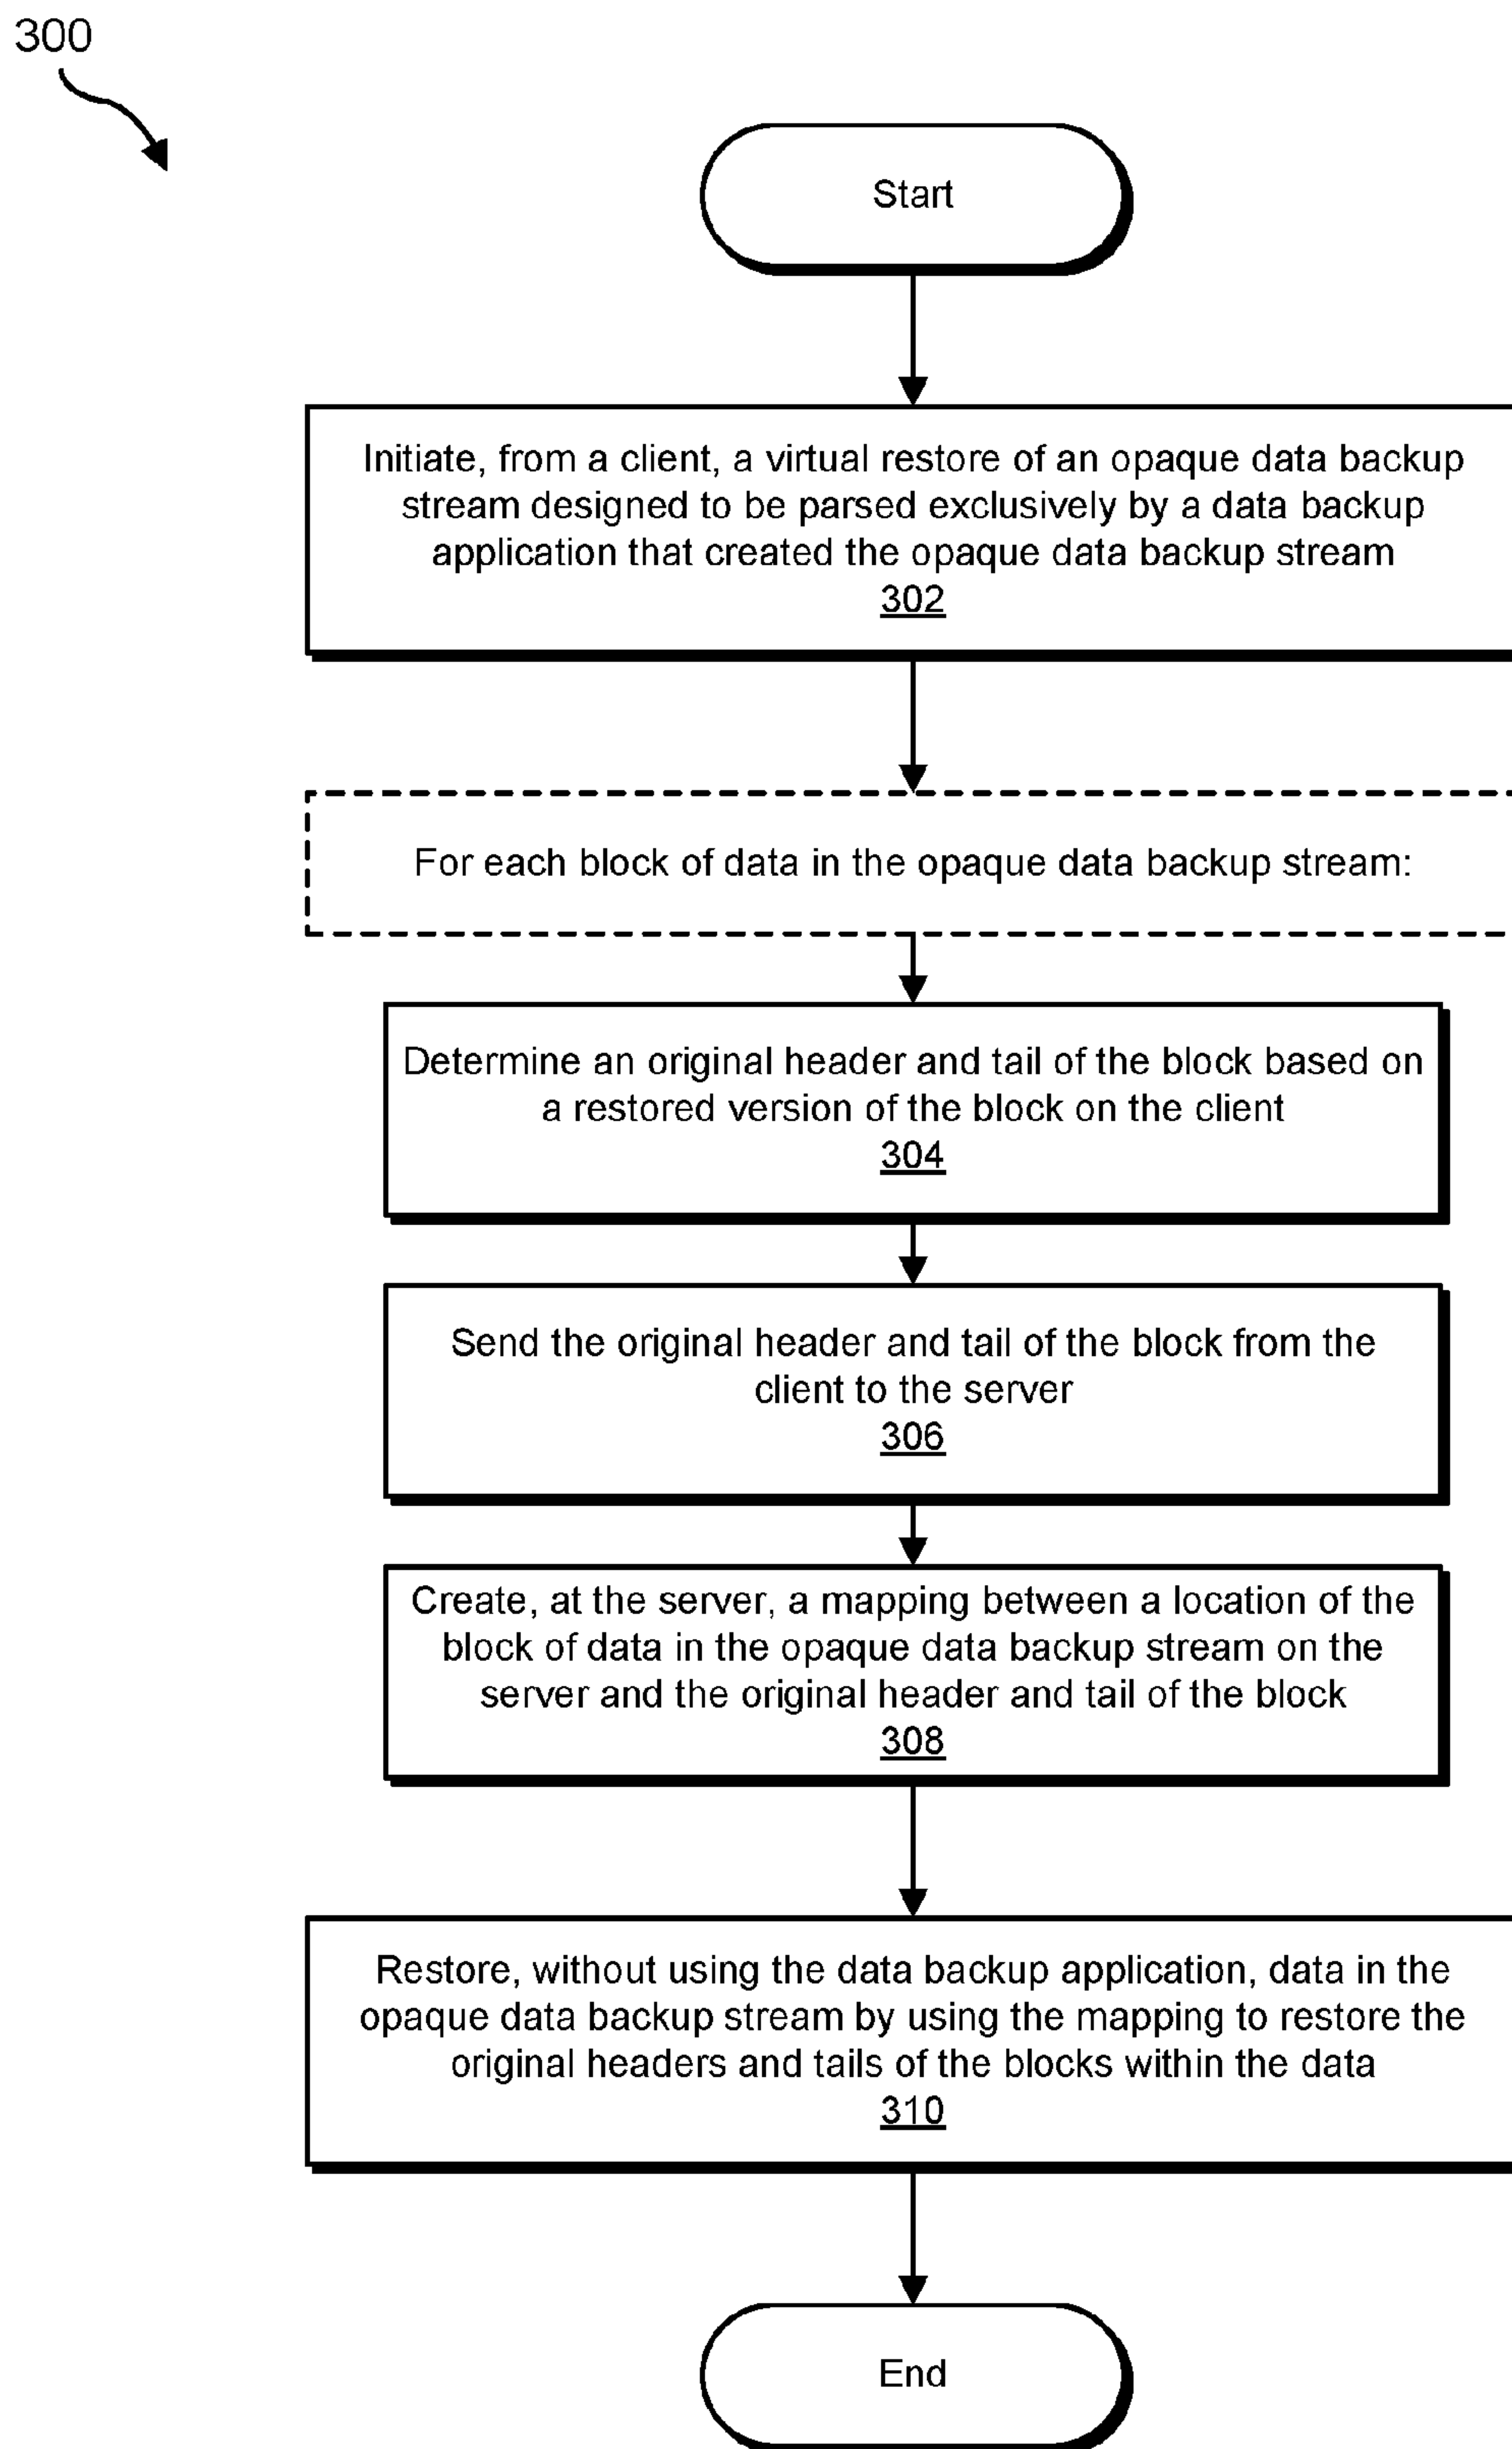 300
Start
Initiate, from a client, a virtual restore of an opaque data backup
stream designed to be parsed exclusively by a data backup
application that created the opaque data backup stream
302
For each block of data in the opaque data backup stream:
Determine an original header and tail of the block based on
a restored version of the block on the client
304
Send the original header and tail of the block from the
client to the server
306
Create, at the server, a mapping between a location of the
block of data in the opaque data backup stream on the
server and the original header and tail of the block
308
Restore, without using the data backup application, data in the
opaque data backup stream by using the mapping to restore the
original headers and tails of the blocks within the data
310
End